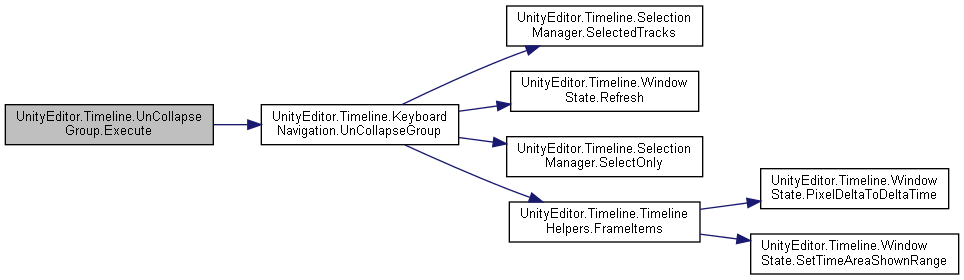 UnityEditor.Timeline.UnCollapse
Group.Execute
UnityEditor.Timeline.Keyboard
Navigation.UnCollapseGroup
UnityEditor.Timeline.Selection
Manager.SelectedTracks
UnityEditor.Timeline.Window
State.Refresh
UnityEditor.Timeline.Selection
Manager.SelectOnly
UnityEditor.Timeline.Timeline
Helpers.FrameItems
UnityEditor.Timeline.Window
State.PixelDeltaToDeltaTime
UnityEditor.Timeline.Window
State.SetTimeAreaShownRange